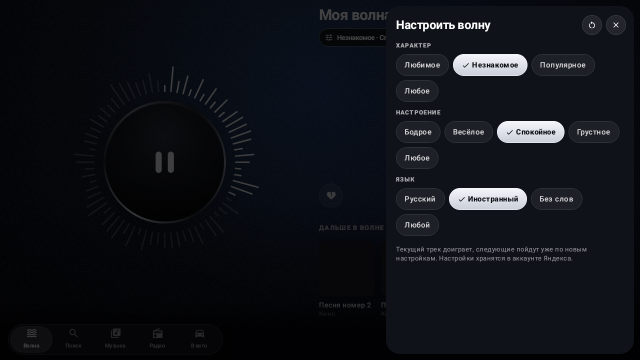 Моя волна
Незнакомое · Сп
Настроить волну
ХАРАКТЕР
Любимое
Незнакомое
Популярное
Любое
НАСТРОЕНИЕ
Бодрое
Весёлое
Спокойное
Грустное
Любое
ЯЗЫК
Русский
Иностранный
Без слов
Любой
Текущий трек доиграет, следующие пойдут уже по новым
настройкам. Настройки хранятся в аккаунте Яндекса.
ДАЛЬШЕ В ВОЛНЕ
Песня номер 2
Волна
Поиск
Музыка
Радио